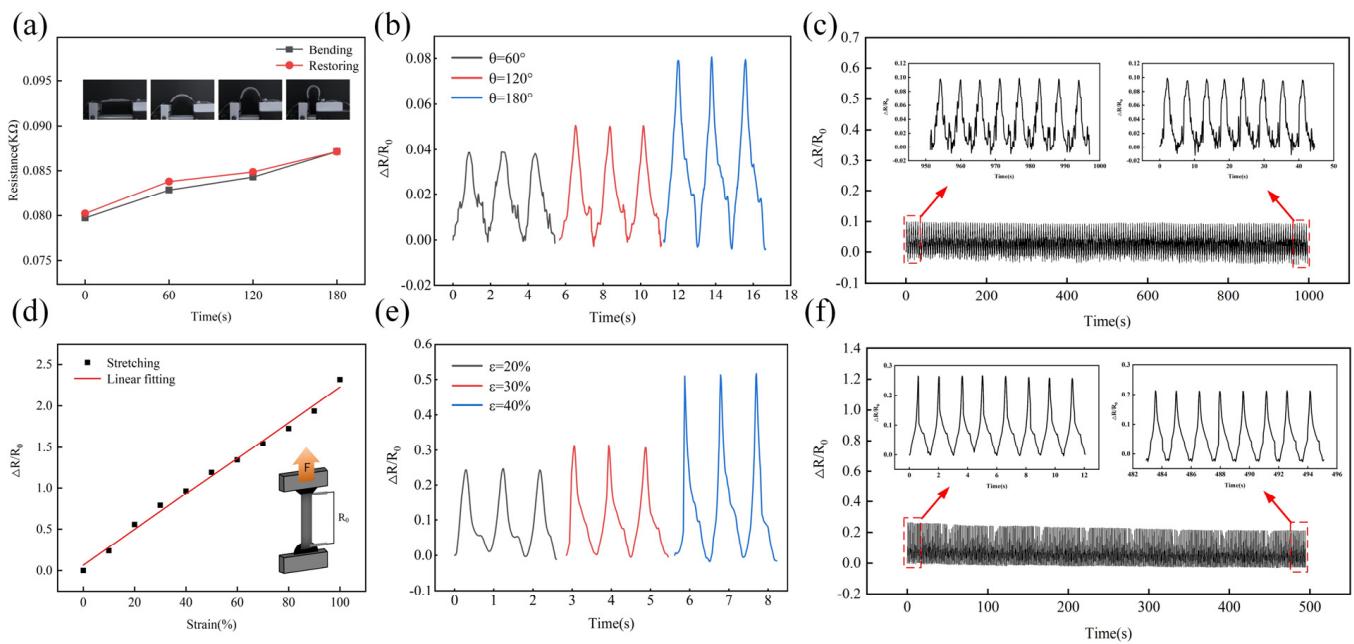 (a)
Resistance(KΩ)
0.095
0.090
0.085
0.080
0.075
Bending
Restoring
0
60
120
180
Time(s)
(b)
△R/R0
0.08
0.06
0.04
0.02
0.00
-0.02
θ=60°
θ=120°
θ=180°
0 2 4 6 8 10 12 14 16 18
Time(s)
(c)
△R/R0
0.7
0.6
0.5
0.4
0.3
0.2
0.1
0.0
-0.1
△R/R0
0.12
0.10
0.08
0.06
0.04
0.02
0.00
-0.02
950 960 970 980 990 1000
Time(s)
△R/R0
0.12
0.10
0.08
0.06
0.04
0.02
0.00
-0.02
0 10 20 30 40 50
Time(s)
0 200 400 600 800 1000
Time(s)
(d)
△R/R0
2.5
2.0
1.5
1.0
0.5
0.0
Stretching
Linear fitting
F
R0
0 20 40 60 80 100
Strain(%)
(e)
△R/R0
0.6
0.5
0.4
0.3
0.2
0.1
0.0
-0.1
ε=20%
ε=30%
ε=40%
0 1 2 3 4 5 6 7 8
Time(s)
(f)
△R/R0
1.4
1.2
1.0
0.8
0.6
0.4
0.2
0.0
-0.2
△R/R0
0.3
0.2
0.1
0.0
0 2 4 6 8 10 12
Time(s)
△R/R0
0.3
0.2
0.1
0.0
482 484 486 488 490 492 494 496
Time(s)
0 100 200 300 400 500
Time(s)